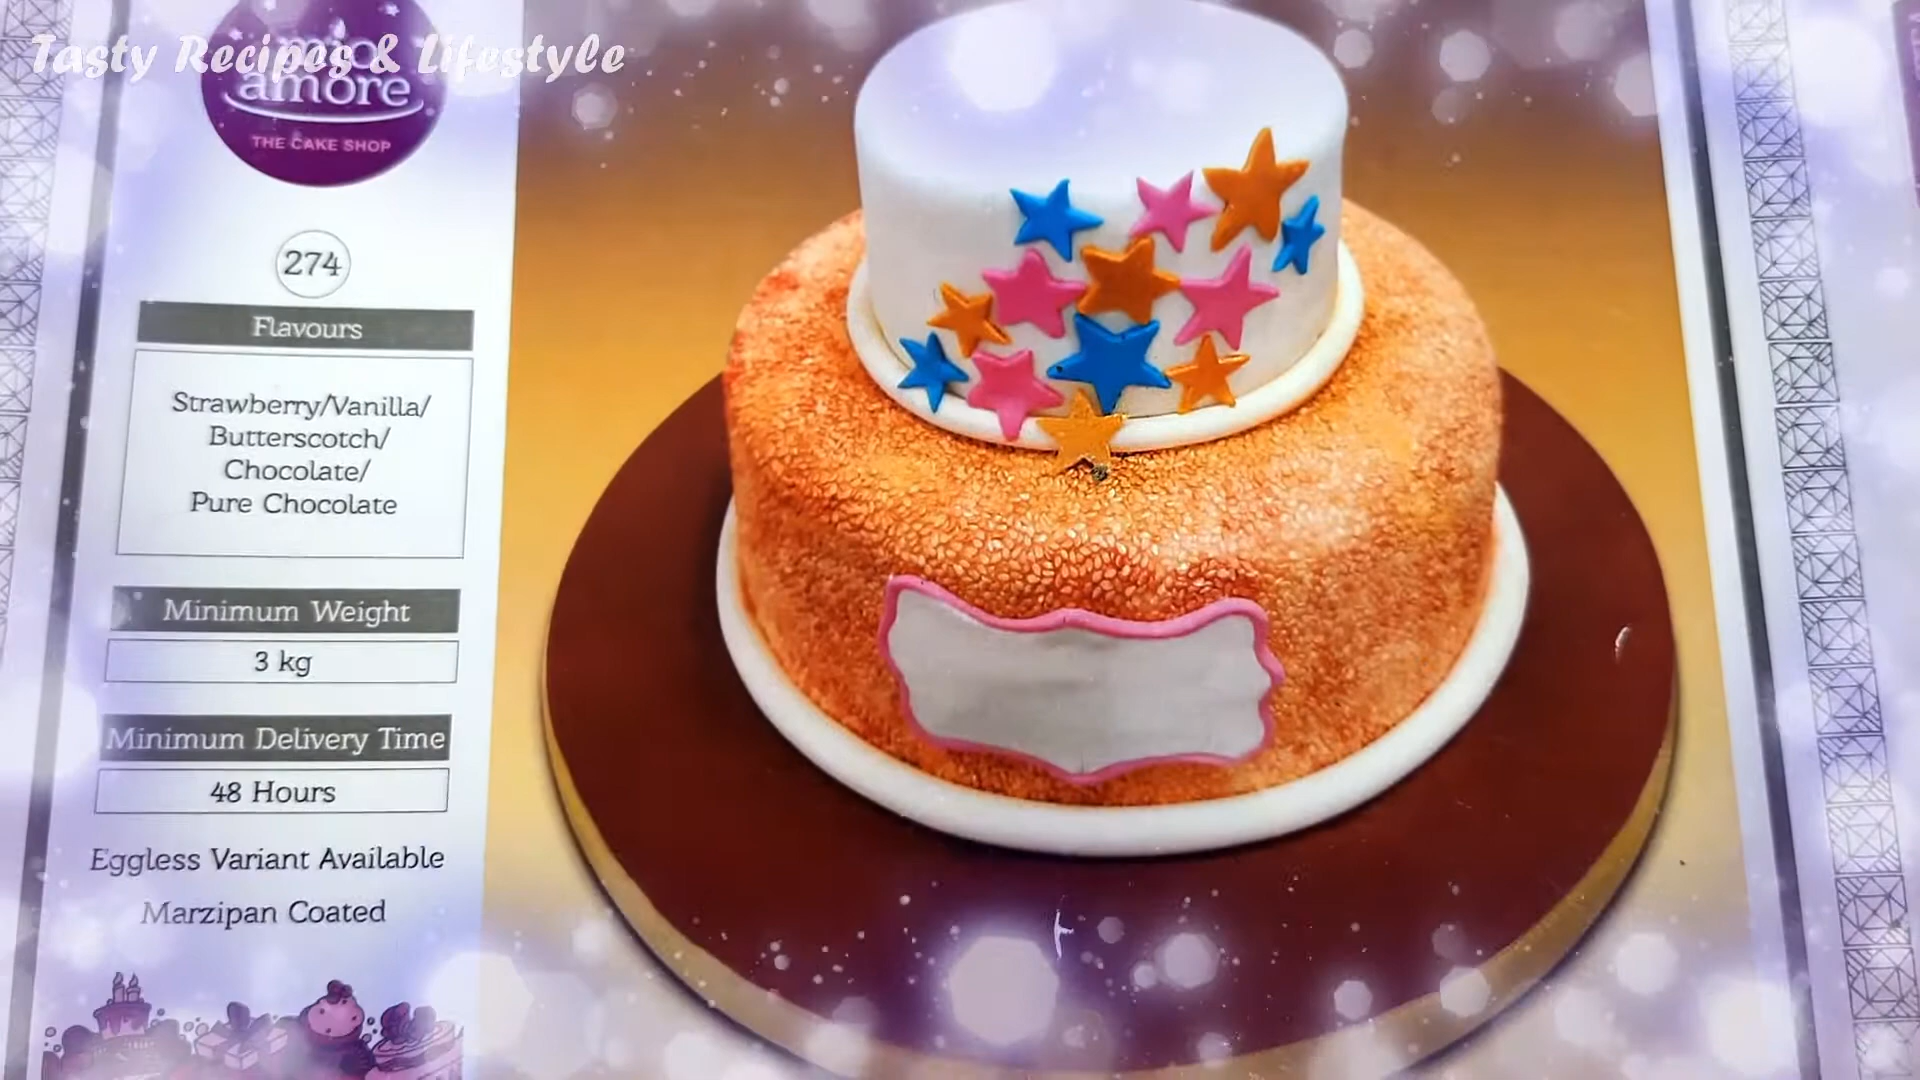 Tasty Recipes & Lifestyle
mio
amore
THE CAKE SHOP
274
Flavours
Strawberry/Vanilla/
Butterscotch/
Chocolate/
Pure Chocolate
Minimum Weight
3 kg
Minimum Delivery Time
48 Hours
Eggless Variant Available
Marzipan Coated